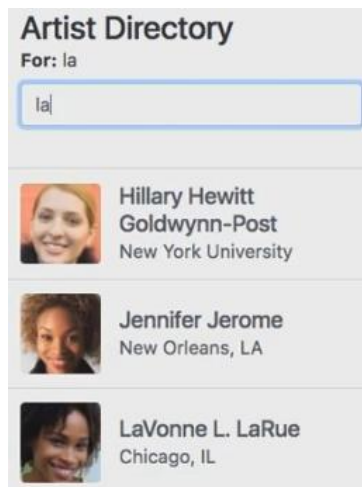 Artist Directory
For: la
la
Hillary Hewitt
Goldwynn-Post
New York University
Jennifer Jerome
New Orleans, LA
LaVonne L. LaRue
Chicago, IL